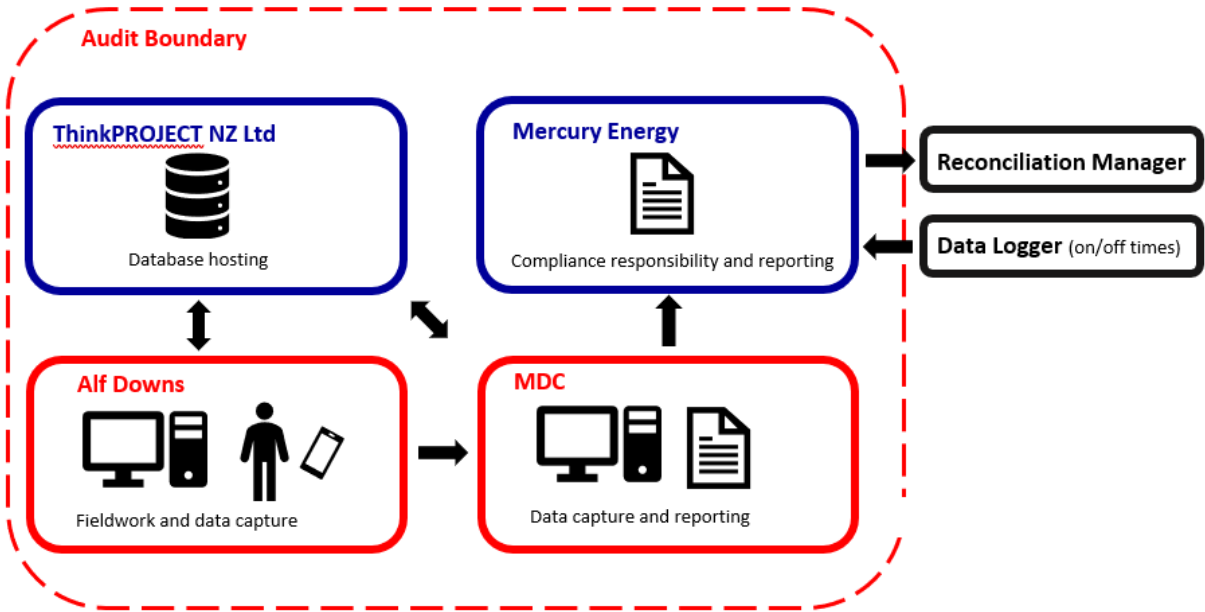 Audit Boundary
ThinkPROJECT NZ Ltd
Database hosting
Mercury Energy
Compliance responsibility and reporting
Reconciliation Manager
Data Logger (on/off times)
Alf Downs
Fieldwork and data capture
MDC
Data capture and reporting